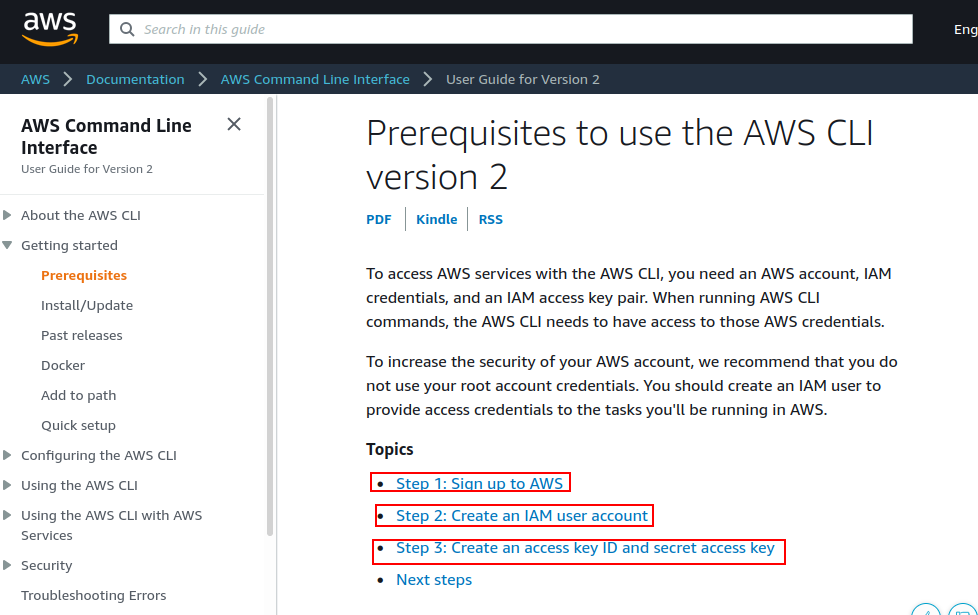 aws
Search in this guide
Eng
AWS > Documentation > AWS Command Line Interface > User Guide for Version 2
AWS Command Line
Interface
User Guide for Version 2
About the AWS CLI
Getting started
Prerequisites
Install/Update
Past releases
Docker
Add to path
Quick setup
Configuring the AWS CLI
Using the AWS CLI
Using the AWS CLI with AWS
Services
Security
Troubleshooting Errors
Prerequisites to use the AWS CLI
version 2
PDF | Kindle | RSS
To access AWS services with the AWS CLI, you need an AWS account, IAM
credentials, and an IAM access key pair. When running AWS CLI
commands, the AWS CLI needs to have access to those AWS credentials.
To increase the security of your AWS account, we recommend that you do
not use your root account credentials. You should create an IAM user to
provide access credentials to the tasks you'll be running in AWS.
Topics
• Step 1: Sign up to AWS
• Step 2: Create an IAM user account
• Step 3: Create an access key ID and secret access key
• Next steps